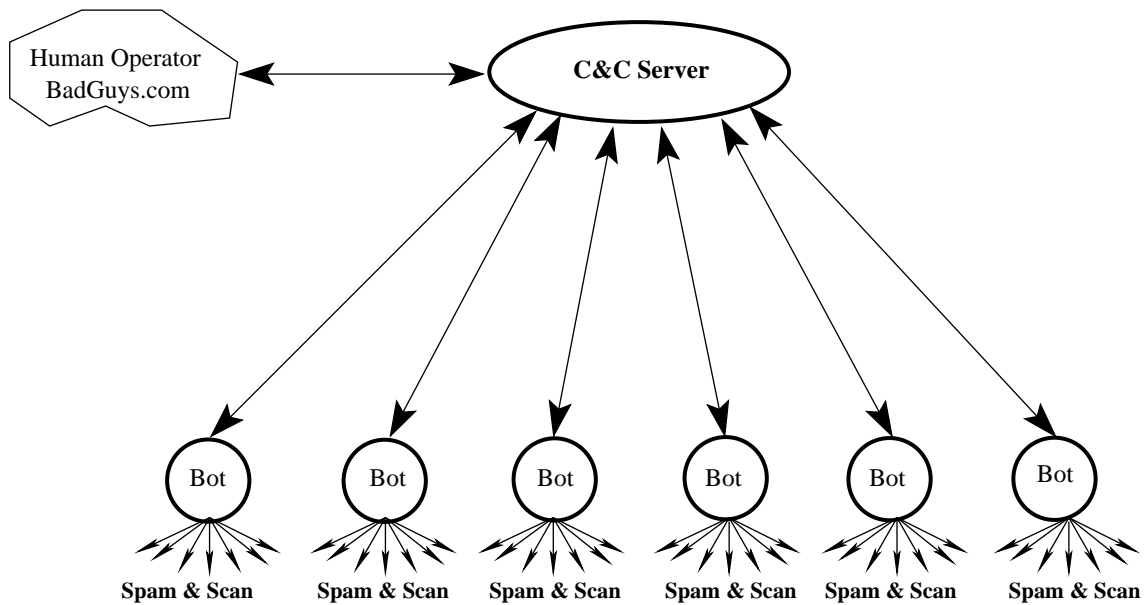 Human Operator
BadGuys.com
C&C Server
Bot
Bot
Bot
Bot
Bot
Bot
Spam & Scan
Spam & Scan
Spam & Scan
Spam & Scan
Spam & Scan
Spam & Scan